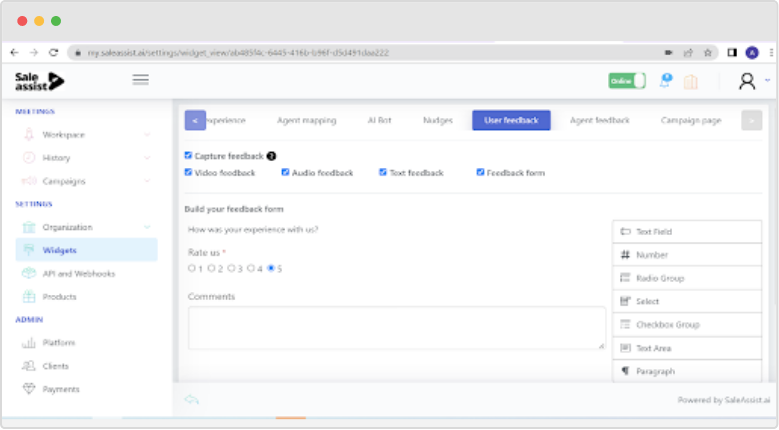 my.saleassist.ai/settings/widget_view/ab485f4c-6445-416b-b96f-d5d491daa222
A
Sale
assist
Online
MEETINGS
Workspace
History
Campaigns
SETTINGS
Organization
Widgets
API and Webhooks
Products
ADMIN
Platform
Clients
Payments
< xperience Agent mapping AI Bot Nudges User feedback Agent feedback Campaign page >
Capture feedback ?
Video feedback Audio feedback Text feedback Feedback form
Build your feedback form
How was your experience with us?
Rate us *
1 2 3 4 5
Comments
Text Field
# Number
Radio Group
Select
Checkbox Group
Text Area
¶ Paragraph
Powered by SaleAssist.ai